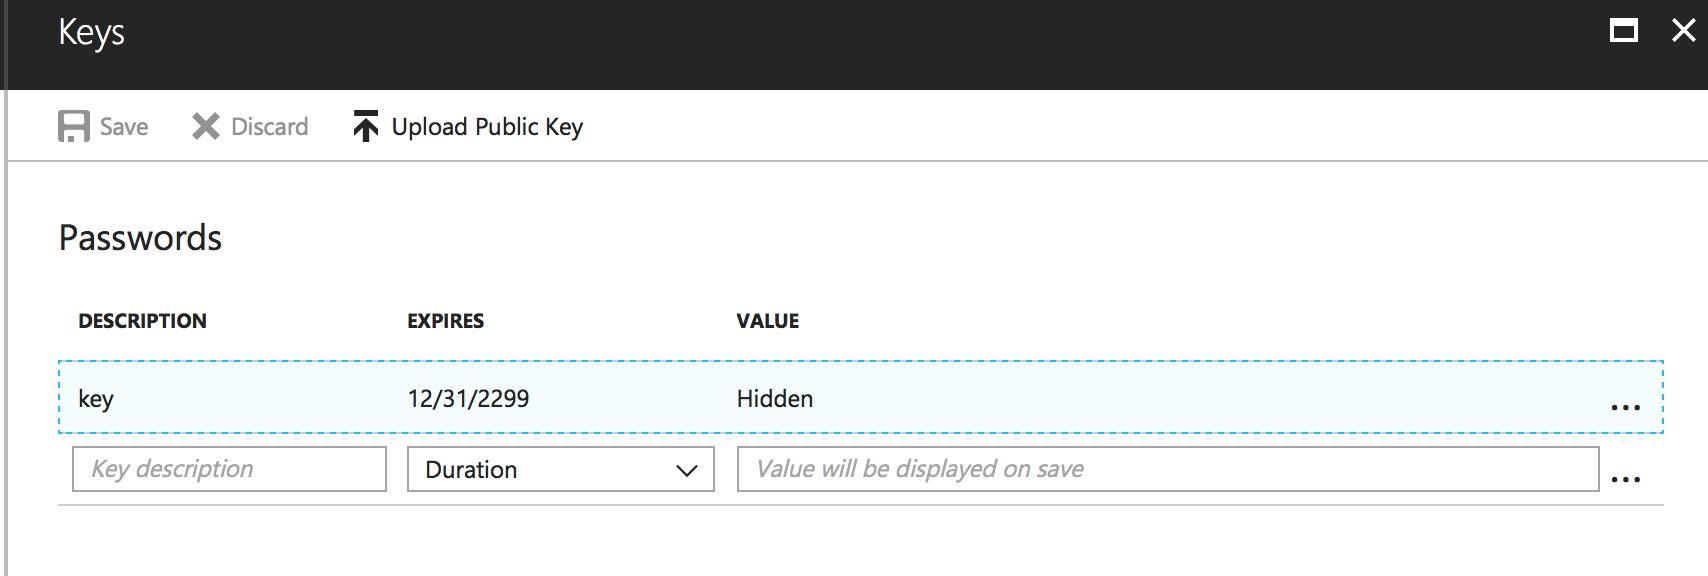 Keys
Save Discard Upload Public Key
Passwords
DESCRIPTION EXPIRES VALUE
key 12/31/2299 Hidden ...
Key description Duration Value will be displayed on save ...